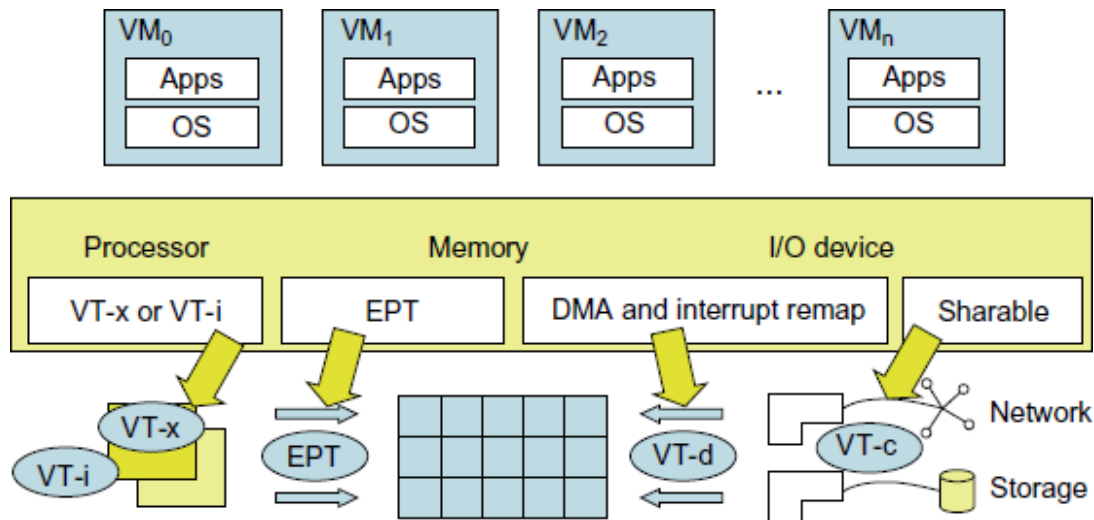 VM0 VM1 VM2 VMn
Apps Apps Apps Apps
...
OS OS OS OS
Processor Memory I/O device
VT-x or VT-i EPT DMA and interrupt remap Sharable
VT-x Network
EPT VT-d VT-c
VT-i
Storage